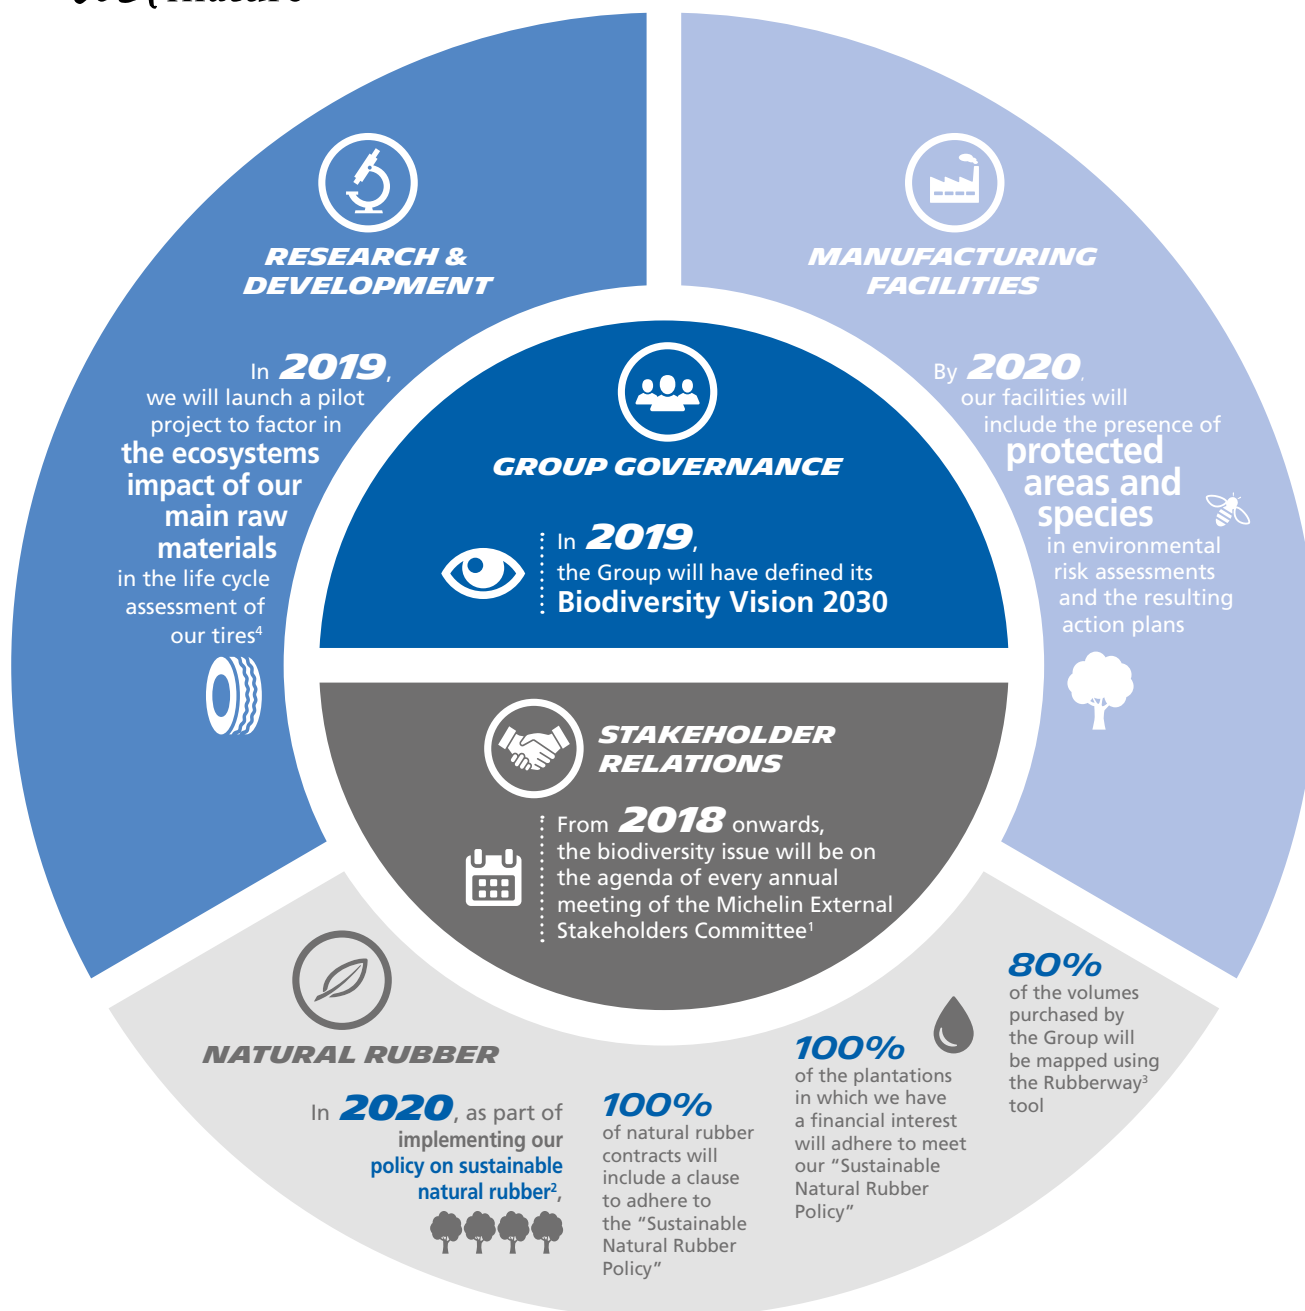 RESEARCH &
DEVELOPMENT
In 2019,
we will launch a pilot
project to factor in
the ecosystems
impact of our
main raw
materials
in the life cycle
assessment of
our tires⁴
MANUFACTURING
FACILITIES
By 2020,
our facilities will
include the presence of
protected
areas and
species
in environmental
risk assessments
and the resulting
action plans
GROUP GOVERNANCE
In 2019,
the Group will have defined its
Biodiversity Vision 2030
STAKEHOLDER
RELATIONS
From 2018 onwards,
the biodiversity issue will be on
the agenda of every annual
meeting of the Michelin External
Stakeholders Committee¹
NATURAL RUBBER
In 2020, as part of
implementing our
policy on sustainable
natural rubber²,
100%
of natural rubber
contracts will
include a clause
to adhere to
the “Sustainable
Natural Rubber
Policy”
100%
of the plantations
in which we have
a financial interest
will adhere to meet
our “Sustainable
Natural Rubber
Policy”
80%
of the volumes
purchased by
the Group will
be mapped using
the Rubberway³
tool